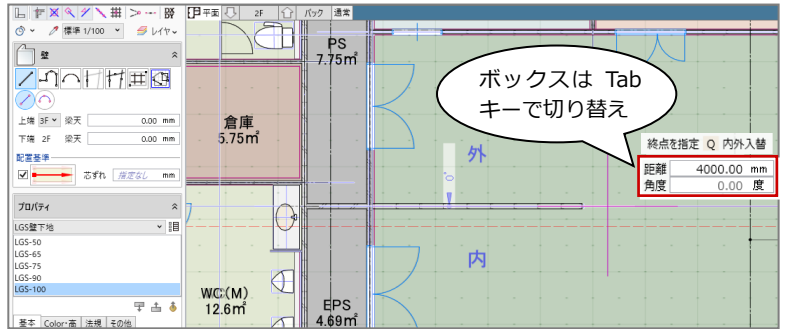 平面 2F バック 通常
標準 1/100 レイヤ
壁
上端 3F 梁天 0.00 mm
下端 2F 梁天 0.00 mm
配置基準
芯ずれ 指定なし mm
プロパティ
LGS壁下地
LGS-50
LGS-65
LGS-75
LGS-90
LGS-100
基本 Color・高 法規 その他
PS
7.75㎡
倉庫
5.75㎡
WC(M)
12.6㎡
EPS
4.69㎡
外
内
ボックスは Tab
キーで切り替え
終点を指定 Q 内外入替
距離 4000.00 mm
角度 0.00 度